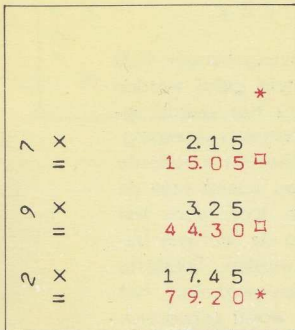 *
7 × 2.15
= 15.05 ¤
9 × 3.25
= 44.30 ¤
2 × 17.45
= 79.20 *